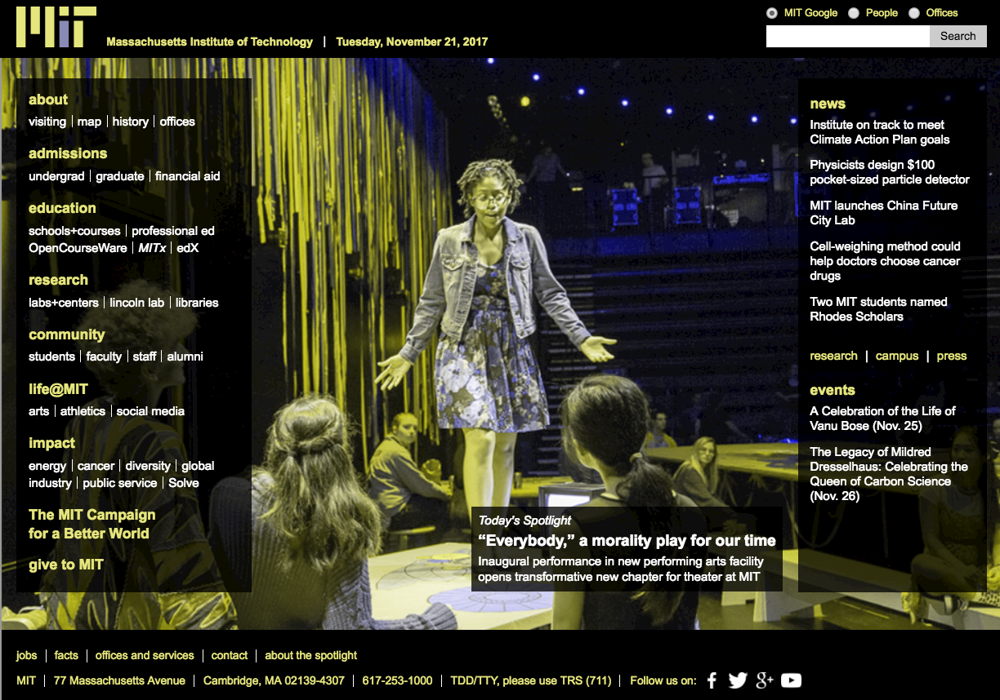 MIT
Massachusetts Institute of Technology | Tuesday, November 21, 2017
MIT Google People Offices
Search
about
visiting | map | history | offices
admissions
undergrad | graduate | financial aid
education
schools+courses | professional ed
OpenCourseWare | MITx | edX
research
labs+centers | lincoln lab | libraries
community
students | faculty | staff | alumni
life@MIT
arts | athletics | social media
impact
energy | cancer | diversity | global
industry | public service | Solve
The MIT Campaign
for a Better World
give to MIT
Today's Spotlight
“Everybody,” a morality play for our time
Inaugural performance in new performing arts facility
opens transformative new chapter for theater at MIT
news
Institute on track to meet
Climate Action Plan goals
Physicists design $100
pocket-sized particle detector
MIT launches China Future
City Lab
Cell-weighing method could
help doctors choose cancer
drugs
Two MIT students named
Rhodes Scholars
research | campus | press
events
A Celebration of the Life of
Vanu Bose (Nov. 25)
The Legacy of Mildred
Dresselhaus: Celebrating the
Queen of Carbon Science
(Nov. 26)
jobs | facts | offices and services | contact | about the spotlight
MIT | 77 Massachusetts Avenue | Cambridge, MA 02139-4307 | 617-253-1000 | TDD/TTY, please use TRS (711) | Follow us on: